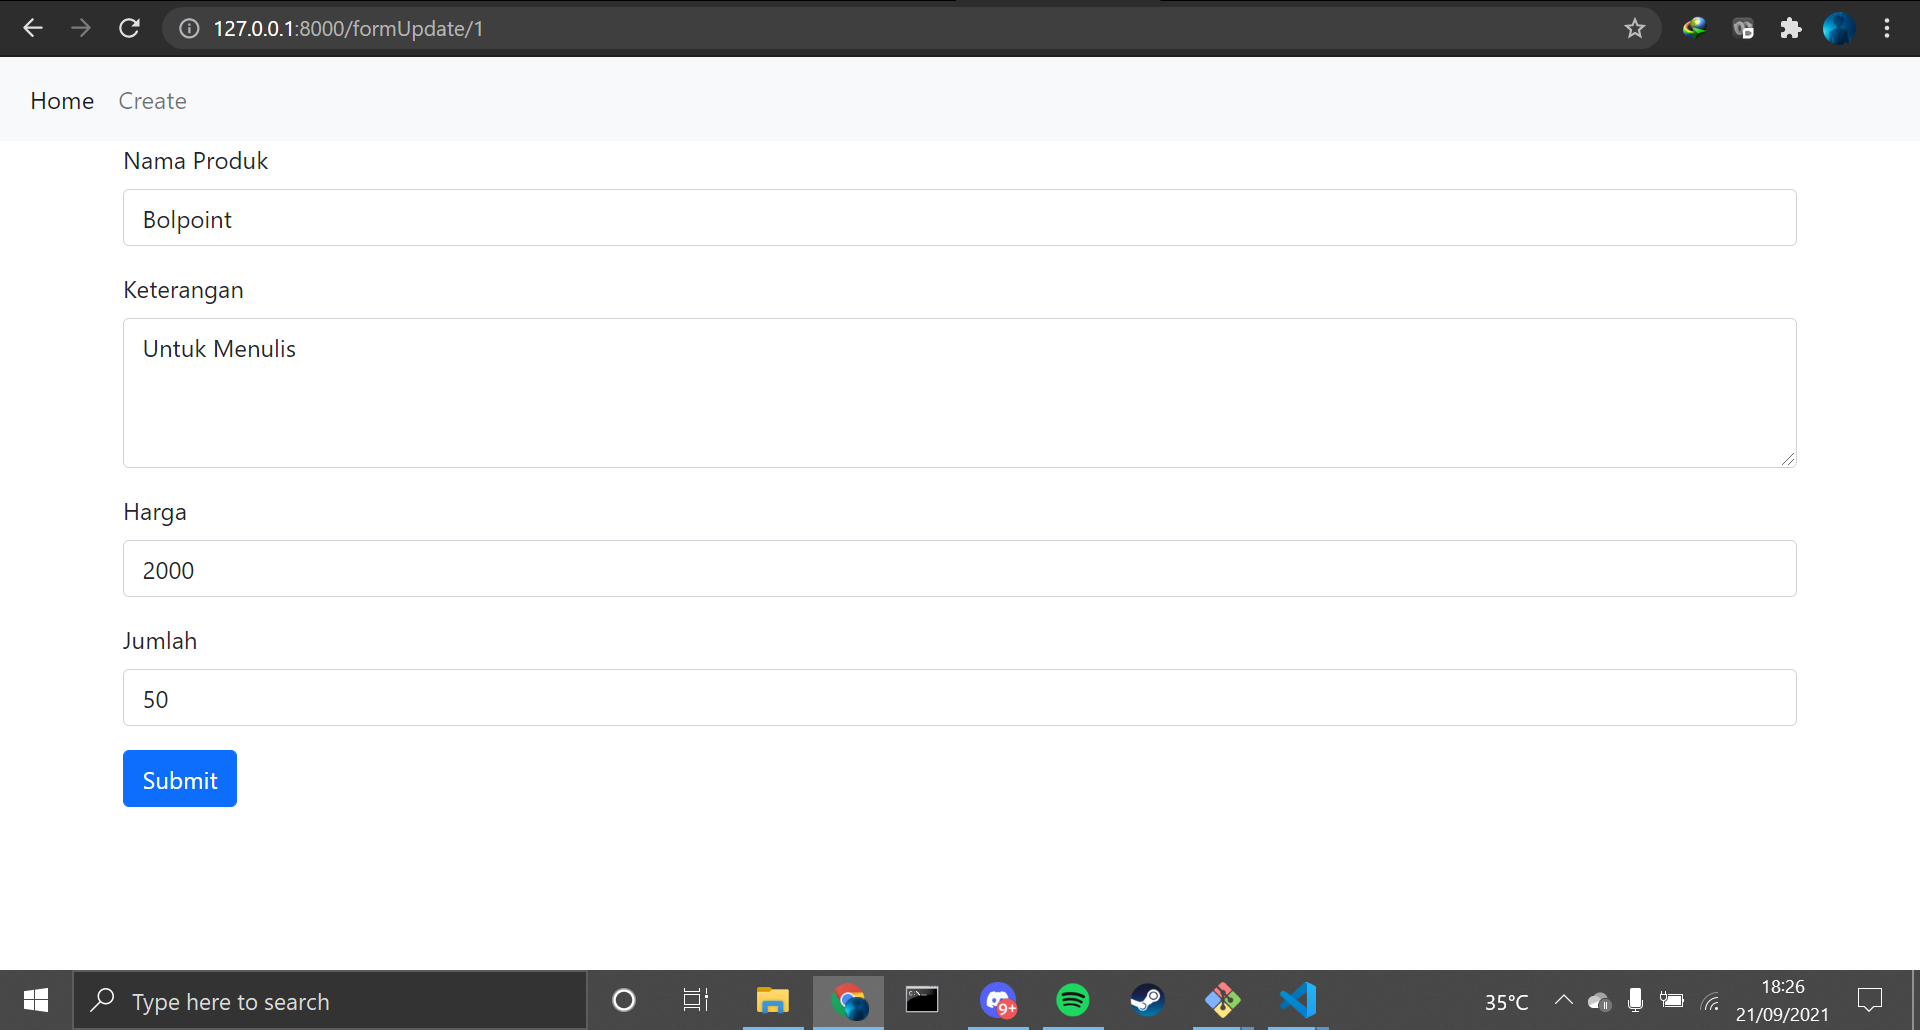 127.0.0.1:8000/formUpdate/1
Home Create
Nama Produk
Bolpoint
Keterangan
Untuk Menulis
Harga
2000
Jumlah
50
Submit
Type here to search
9+
35°C
18:26
21/09/2021